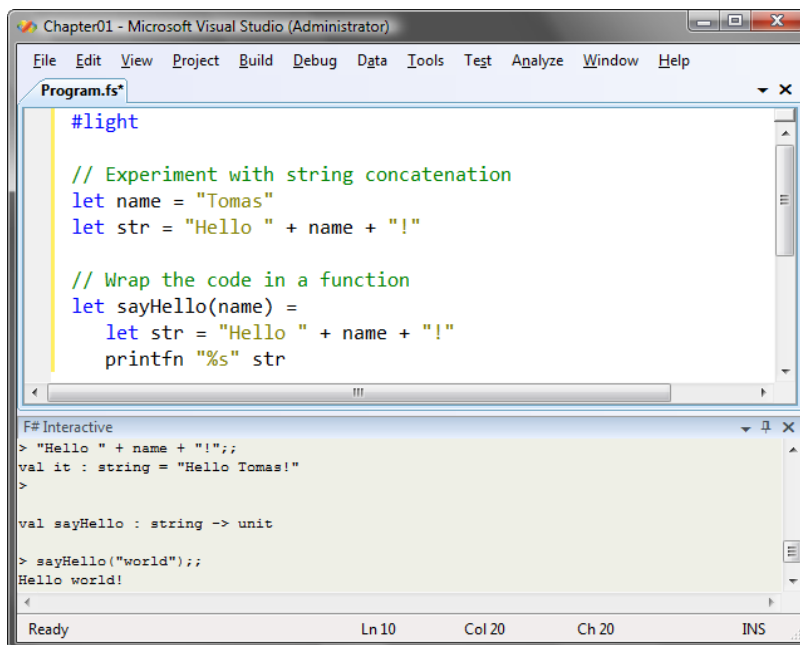 Chapter01 - Microsoft Visual Studio (Administrator)
File Edit View Project Build Debug Data Tools Test Analyze Window Help
Program.fs*
#light
// Experiment with string concatenation
let name = "Tomas"
let str = "Hello " + name + "!"
// Wrap the code in a function
let sayHello(name) =
let str = "Hello " + name + "!"
printfn "%s" str
F# Interactive
> "Hello " + name + "!";;
val it : string = "Hello Tomas!"
>
val sayHello : string -> unit
> sayHello("world");;
Hello world!
Ready Ln 10 Col 20 Ch 20 INS